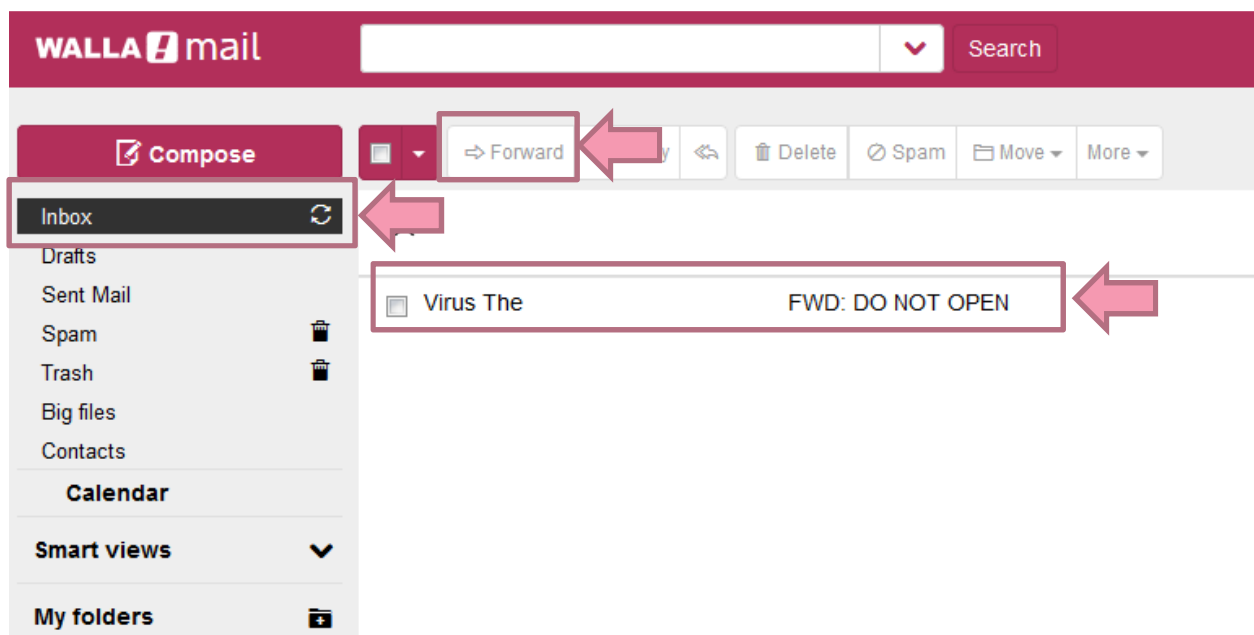 WALLA! mail
Search
Compose
Forward
Delete
Spam
Move
More
Inbox
Drafts
Sent Mail
Virus The FWD: DO NOT OPEN
Spam
Trash
Big files
Contacts
Calendar
Smart views
My folders